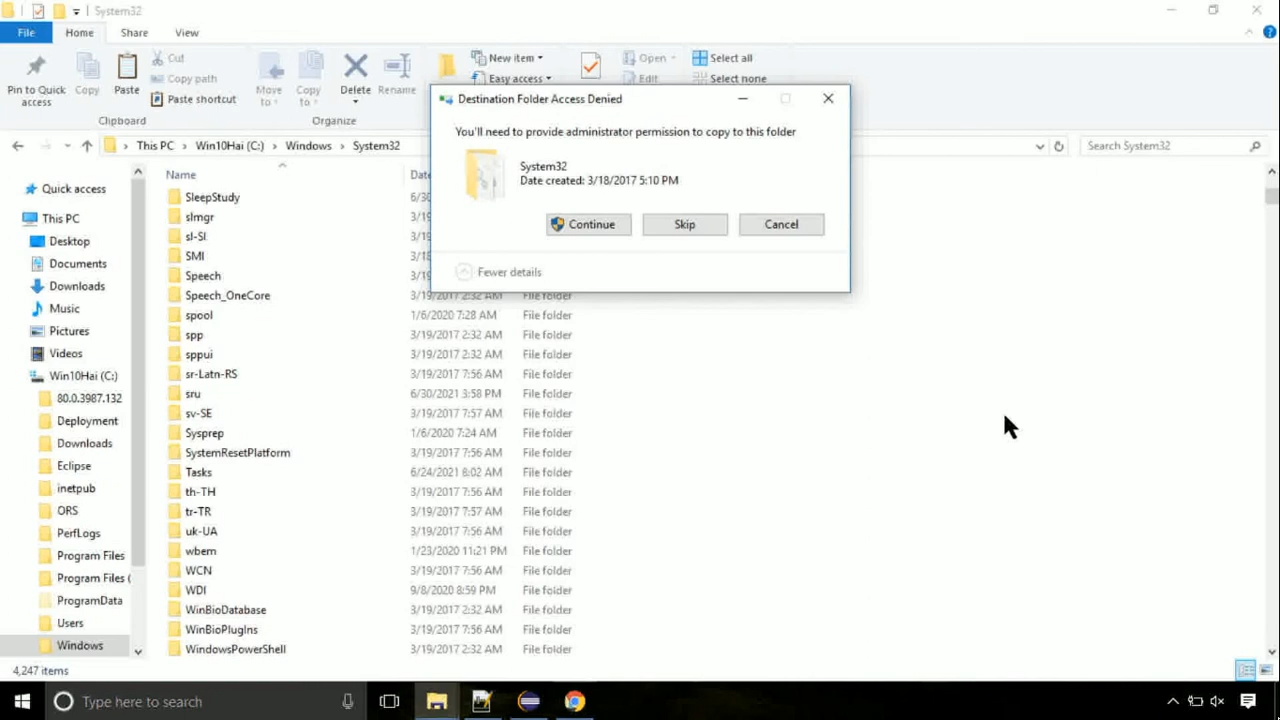 System32
File
Home
Share
View
Pin to Quick access
Copy
Paste
Cut
Copy path
Paste shortcut
Clipboard
Move to
Copy to
Delete
Rename
Organize
New item
Easy access
Open
Edit
Select all
Select none
This PC > Win10Hai (C:) > Windows > System32
Search System32
Destination Folder Access Denied
You'll need to provide administrator permission to copy to this folder
System32
Date created: 3/18/2017 5:10 PM
Continue
Skip
Cancel
Fewer details
Quick access
This PC
Desktop
Documents
Downloads
Music
Pictures
Videos
Win10Hai (C:)
80.0.3987.132
Deployment
Downloads
Eclipse
inetpub
ORS
PerfLogs
Program Files
Program Files (
ProgramData
Users
Windows
Name
SleepStudy
slmgr
sl-SI
SMI
Speech
Speech_OneCore 3/19/2017 2:32 AM File folder
spool 1/6/2020 7:28 AM File folder
spp 3/19/2017 2:32 AM File folder
sppui 3/19/2017 2:32 AM File folder
sr-Latn-RS 3/19/2017 7:56 AM File folder
sru 6/30/2021 3:58 PM File folder
sv-SE 3/19/2017 7:57 AM File folder
Sysprep 1/6/2020 7:24 AM File folder
SystemResetPlatform 3/19/2017 7:56 AM File folder
Tasks 6/24/2021 8:02 AM File folder
th-TH 3/19/2017 7:56 AM File folder
tr-TR 3/19/2017 7:57 AM File folder
uk-UA 3/19/2017 7:56 AM File folder
wbem 1/23/2020 11:21 PM File folder
WCN 3/19/2017 7:56 AM File folder
WDI 9/8/2020 8:59 PM File folder
WinBioDatabase 3/19/2017 2:32 AM File folder
WinBioPlugIns 3/19/2017 7:56 AM File folder
WindowsPowerShell 3/19/2017 2:32 AM File folder
4,247 items
Type here to search